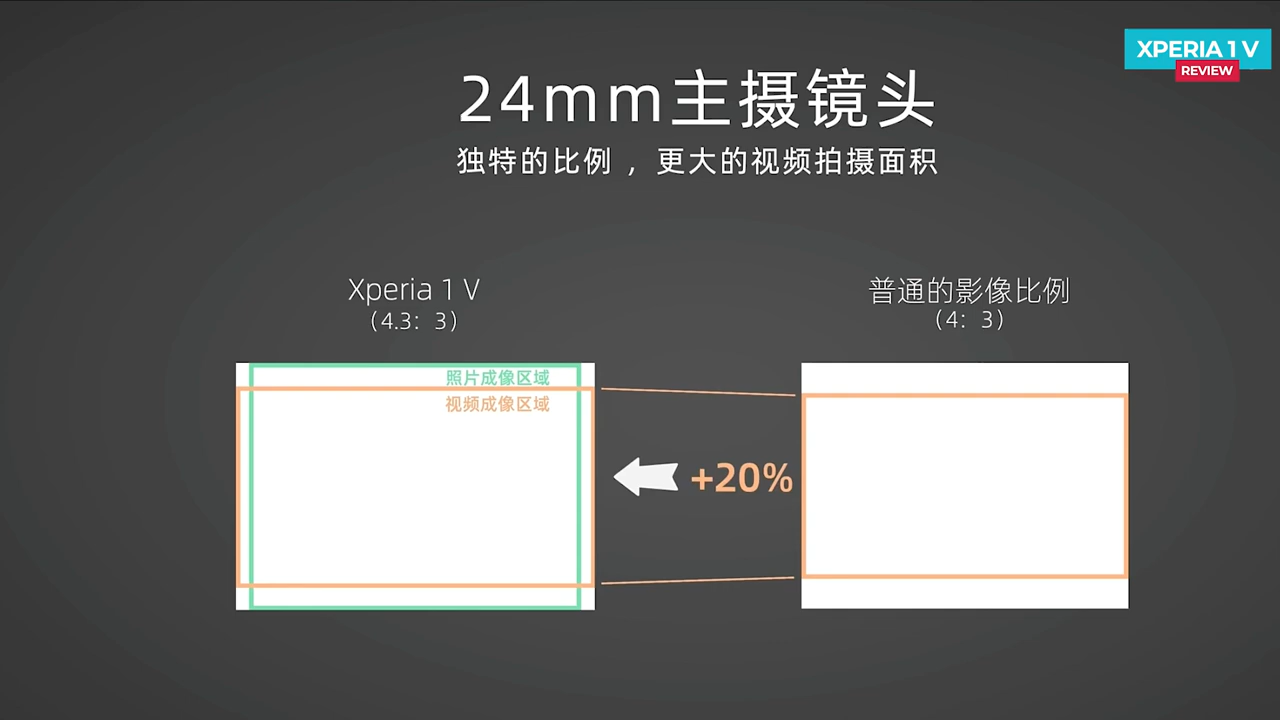 XPERIA 1 V
REVIEW
24mm主摄镜头
独特的比例，更大的视频拍摄面积
Xperia 1 V
（4.3：3）
普通的影像比例
（4：3）
照片成像区域
视频成像区域
+20%